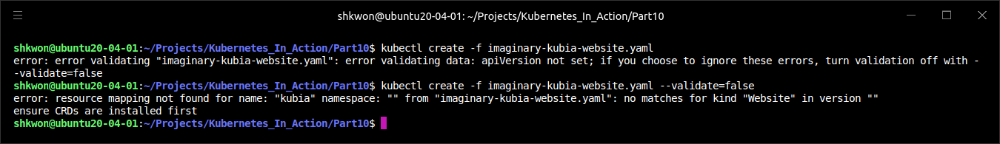 shkwon@ubuntu20-04-01: ~/Projects/Kubernetes_In_Action/Part10
shkwon@ubuntu20-04-01:~/Projects/Kubernetes_In_Action/Part10$ kubectl create -f imaginary-kubia-website.yaml
error: error validating "imaginary-kubia-website.yaml": error validating data: apiVersion not set; if you choose to ignore these errors, turn validation off with -
-validate=false
shkwon@ubuntu20-04-01:~/Projects/Kubernetes_In_Action/Part10$ kubectl create -f imaginary-kubia-website.yaml --validate=false
error: resource mapping not found for name: "kubia" namespace: "" from "imaginary-kubia-website.yaml": no matches for kind "Website" in version ""
ensure CRDs are installed first
shkwon@ubuntu20-04-01:~/Projects/Kubernetes_In_Action/Part10$